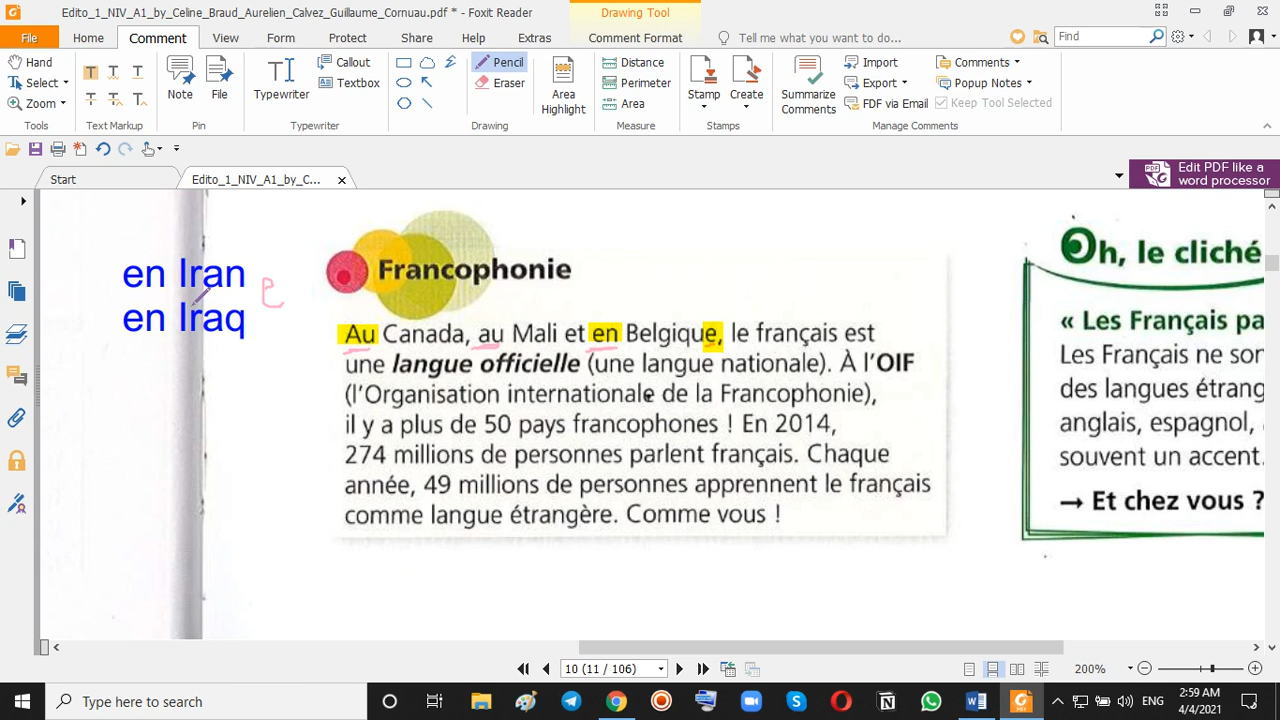 Edito_1_NIV_A1_by_Celine_Braud_Aurelien_Calvez_Guillaume_Cornuau.pdf * - Foxit Reader
Drawing Tool
File
Home
Comment
View
Form
Protect
Share
Help
Extras
Comment Format
Tell me what you want to do...
Find
Hand
Select
Zoom
Tools
Text Markup
Note
File
Pin
Typewriter
Callout
Textbox
Typewriter
Pencil
Eraser
Drawing
Area
Highlight
Distance
Perimeter
Area
Measure
Stamp
Create
Stamps
Summarize
Comments
Import
Export
FDF via Email
Comments
Popup Notes
Keep Tool Selected
Manage Comments
Start
Edito_1_NIV_A1_by_C...
Edit PDF like a
word processor
en Iran
en Iraq
e
Francophonie
Au Canada, au Mali et en Belgique, le français est
une langue officielle (une langue nationale). À l'OIF
(l'Organisation internationale de la Francophonie),
il y a plus de 50 pays francophones ! En 2014,
274 millions de personnes parlent français. Chaque
année, 49 millions de personnes apprennent le français
comme langue étrangère. Comme vous !
Oh, le cliché
« Les Français pa
Les Français ne son
des langues étrang
anglais, espagnol,
souvent un accent.
→ Et chez vous ?
10 (11 / 106)
200%
Type here to search
ENG
2:59 AM
4/4/2021